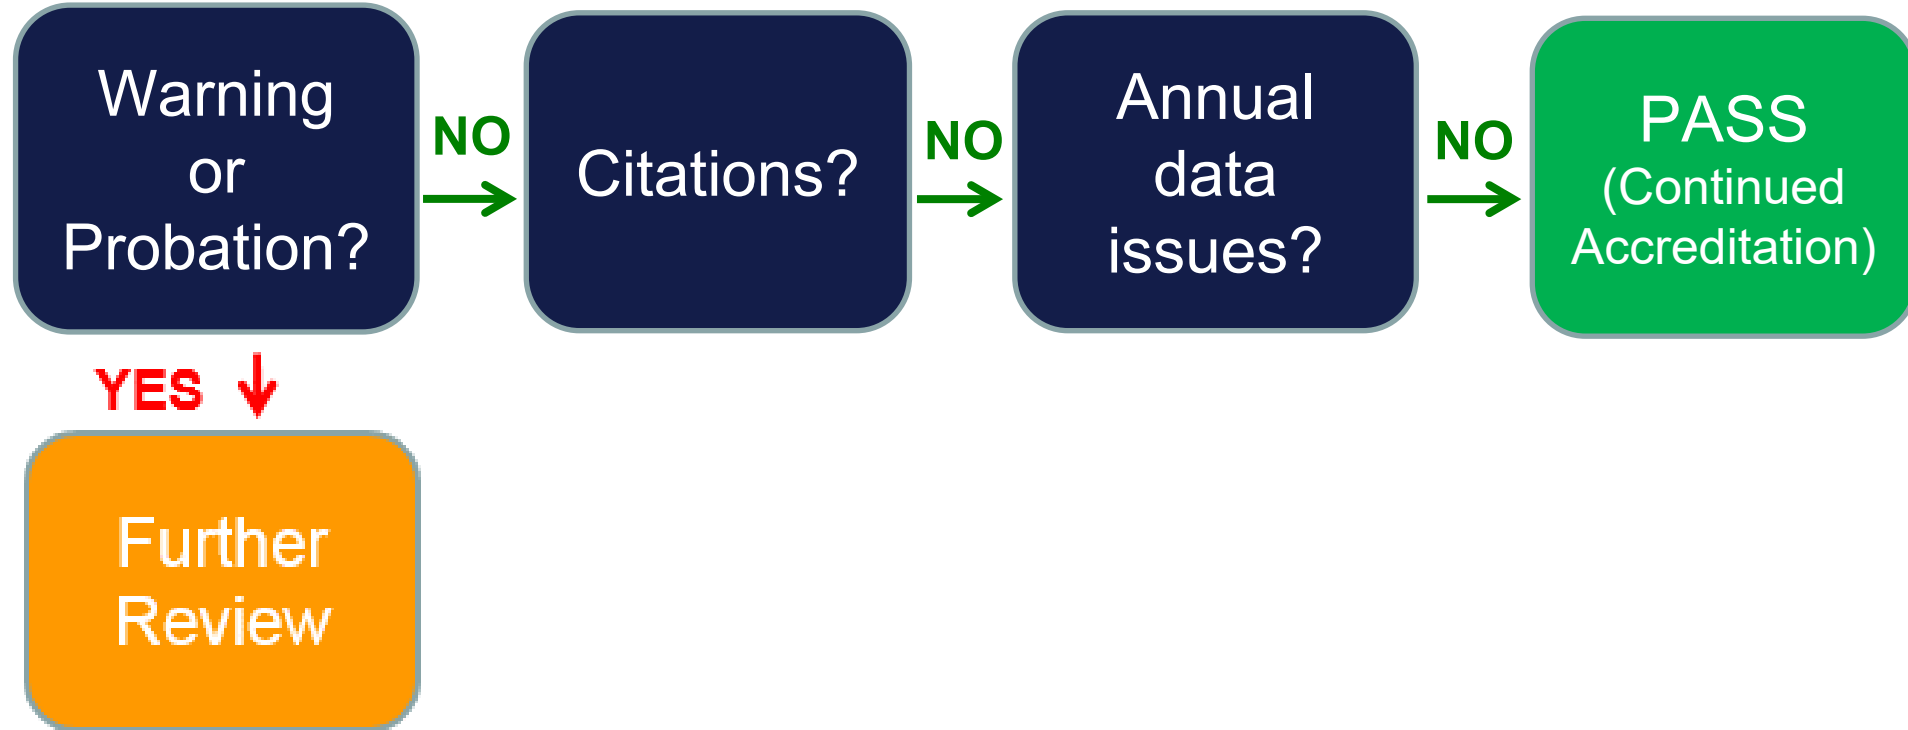 Warning
or
Probation?
NO
Citations?
NO
Annual
data
issues?
NO
PASS
(Continued
Accreditation)
YES
Further
Review